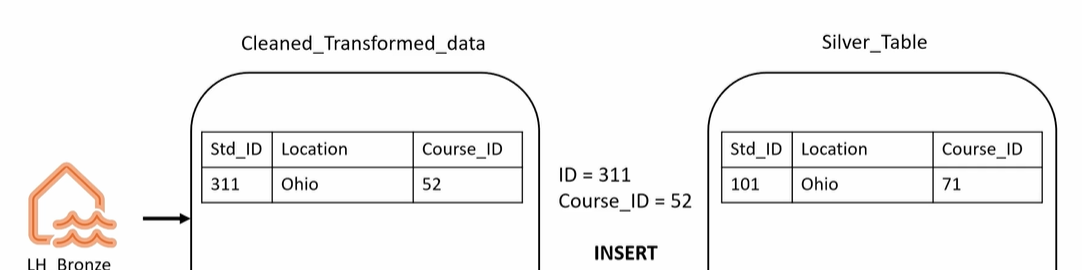 Cleaned_Transformed_data
Silver_Table
Std_ID Location Course_ID
311 Ohio 52
ID = 311
Course_ID = 52
INSERT
Std_ID Location Course_ID
101 Ohio 71
LH_Bronze